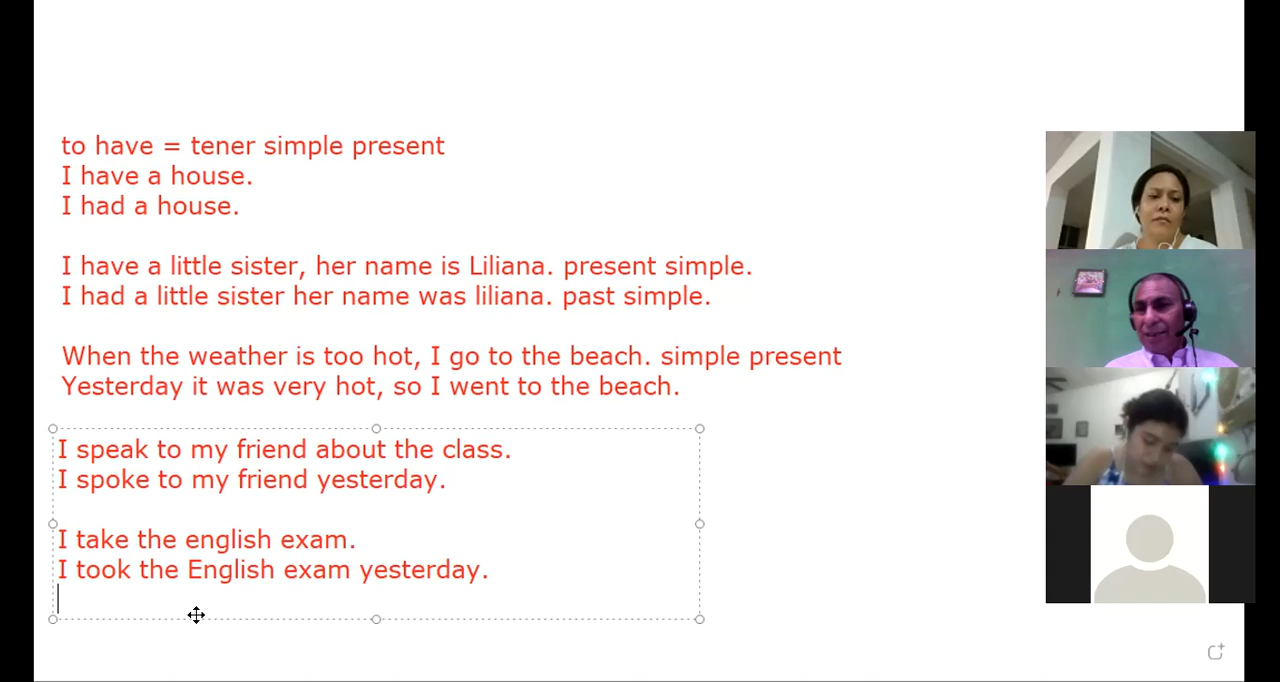 to have = tener simple present
I have a house.
I had a house.
I have a little sister, her name is Liliana. present simple.
I had a little sister her name was liliana. past simple.
When the weather is too hot, I go to the beach. simple present
Yesterday it was very hot, so I went to the beach.
I speak to my friend about the class.
I spoke to my friend yesterday.
I take the english exam.
I took the English exam yesterday.